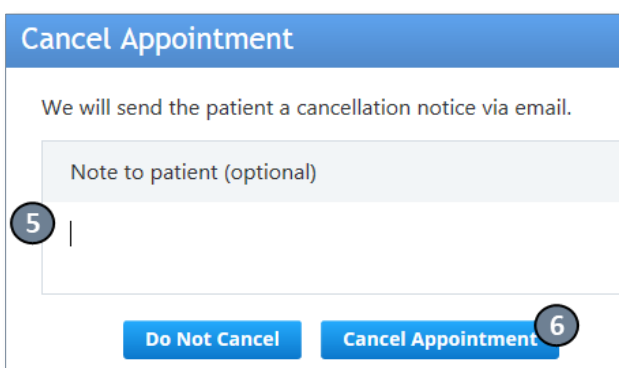 Cancel Appointment
We will send the patient a cancellation notice via email.
Note to patient (optional)
5
6
Do Not Cancel Cancel Appointment